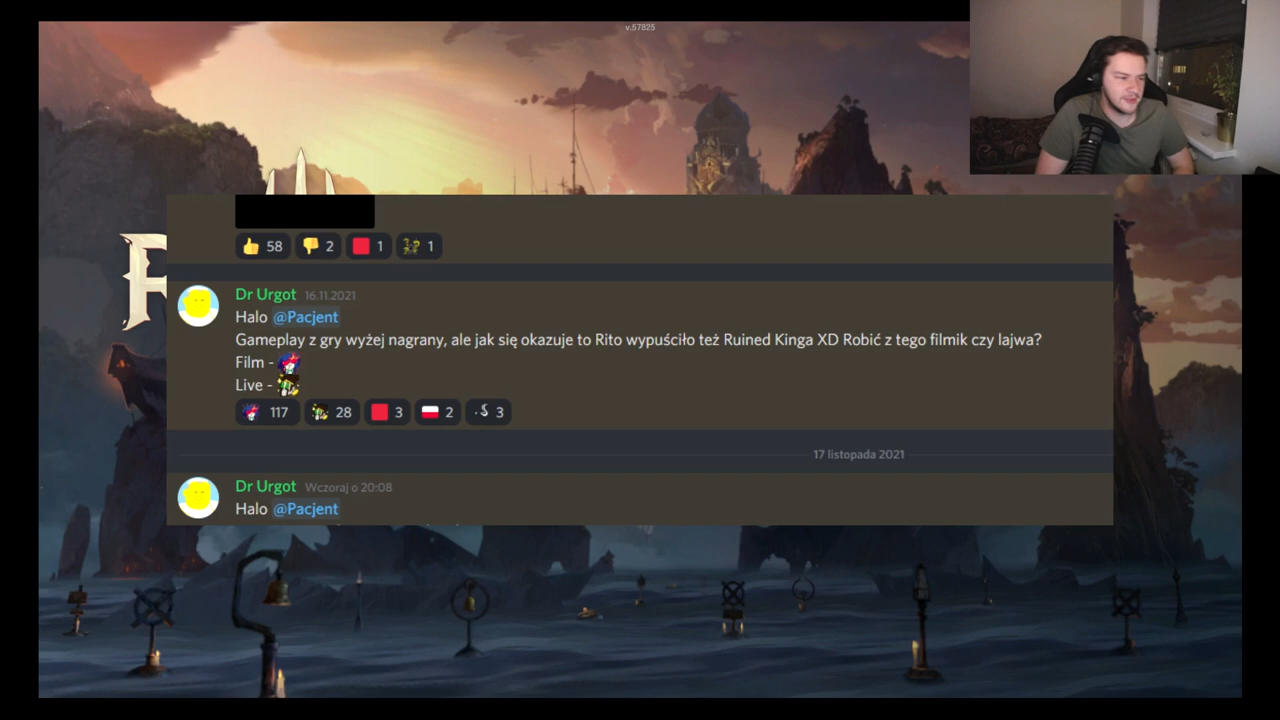 v.57825
R
58 2 1 1
Dr Urgot 16.11.2021
Halo @Pacjent
Gameplay z gry wyżej nagrany, ale jak się okazuje to Rito wypuściło też Ruined Kinga XD Robić z tego filmik czy lajwa?
Film -
Live -
117 28 3 2 3
17 listopada 2021
Dr Urgot Wczoraj o 20:08
Halo @Pacjent